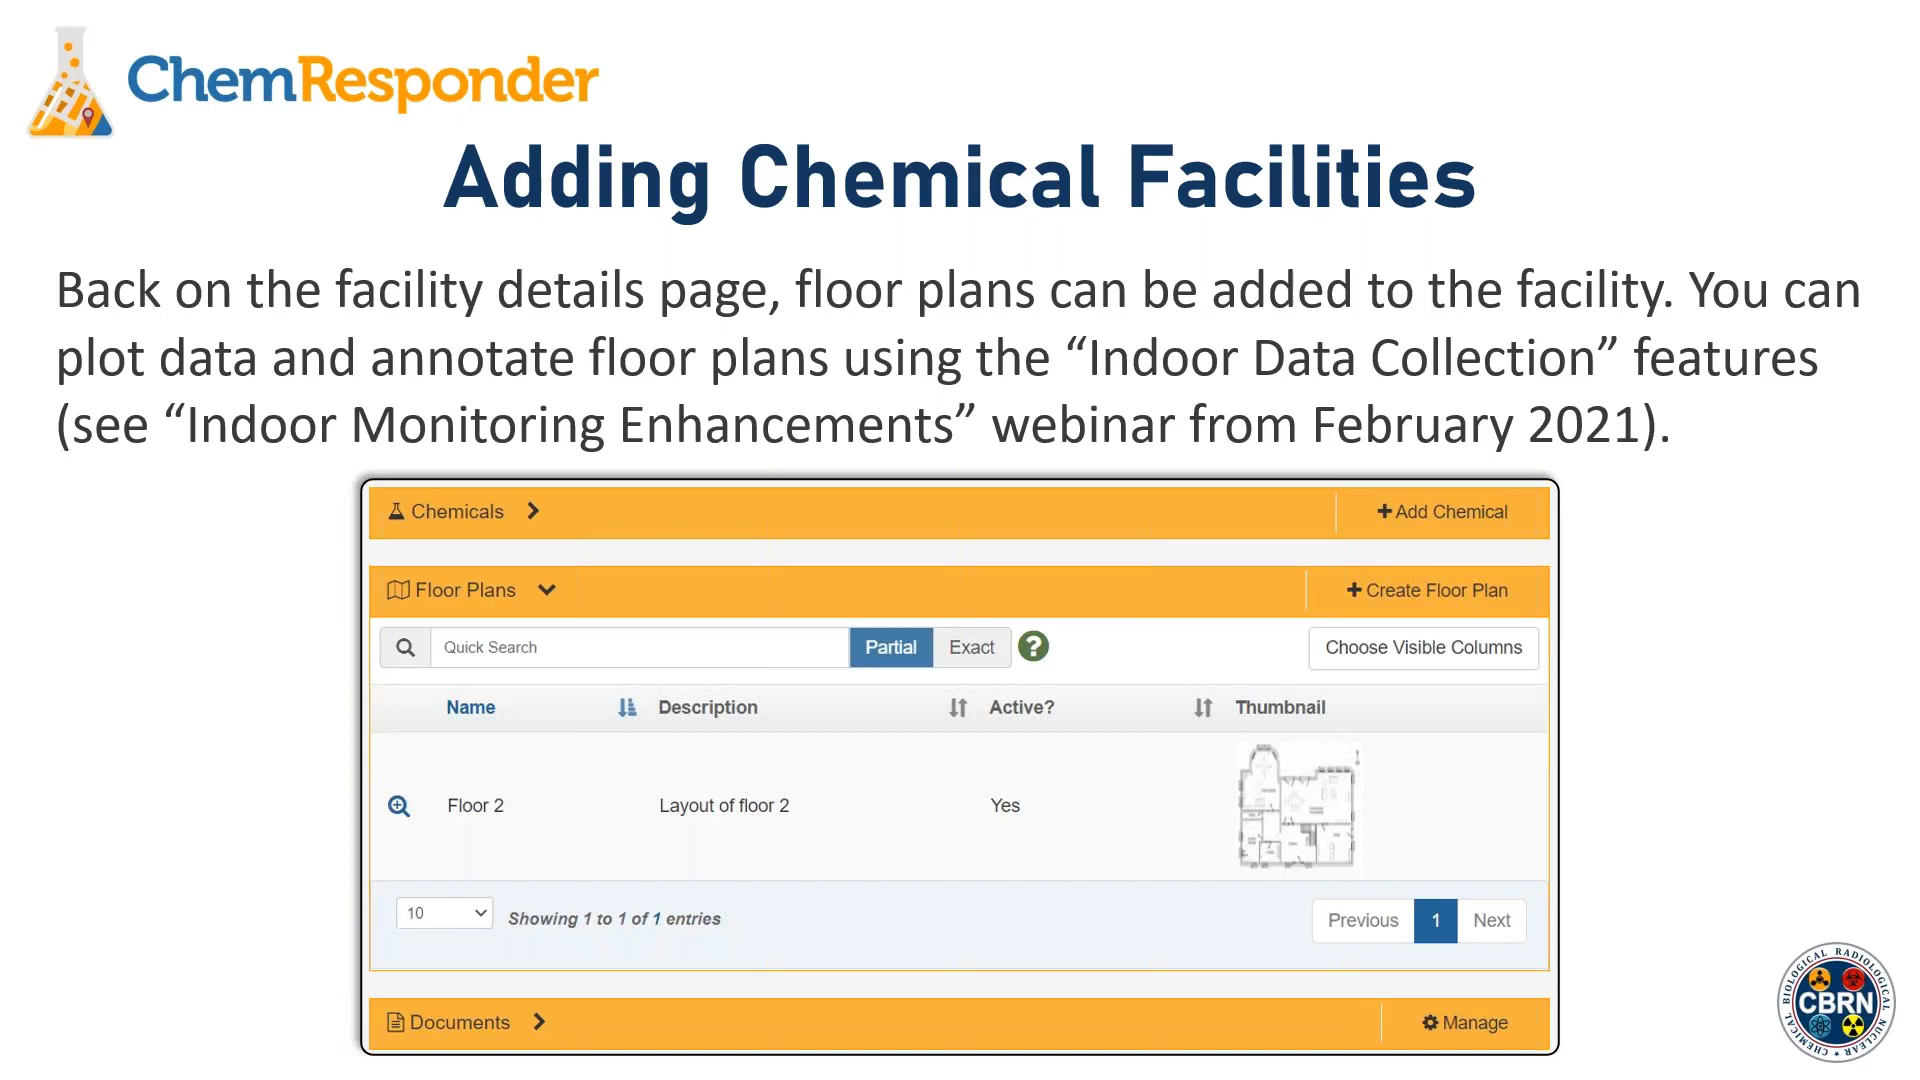 ChemResponder
Adding Chemical Facilities
Back on the facility details page, floor plans can be added to the facility. You can
plot data and annotate floor plans using the “Indoor Data Collection” features
(see “Indoor Monitoring Enhancements” webinar from February 2021).
Chemicals
Add Chemical
Floor Plans
Create Floor Plan
Quick Search
Partial
Exact
?
Choose Visible Columns
Name
Description
Active?
Thumbnail
Floor 2
Layout of floor 2
Yes
10
Showing 1 to 1 of 1 entries
Previous
1
Next
Documents
Manage
CHEMICAL BIOLOGICAL RADIOLOGICAL NUCLEAR
CBRN